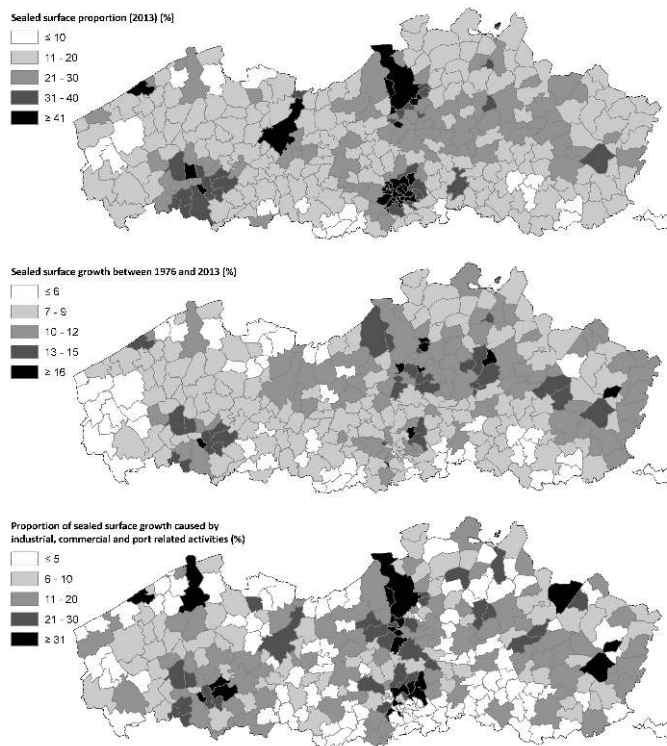 Sealed surface proportion (2013) (%)
≤ 10
11 - 20
21 - 30
31 - 40
≥ 41
Sealed surface growth between 1976 and 2013 (%)
≤ 6
7 - 9
10 - 12
13 - 15
≥ 16
Proportion of sealed surface growth caused by
industrial, commercial and port related activities (%)
≤ 5
6 - 10
11 - 20
21 - 30
≥ 31